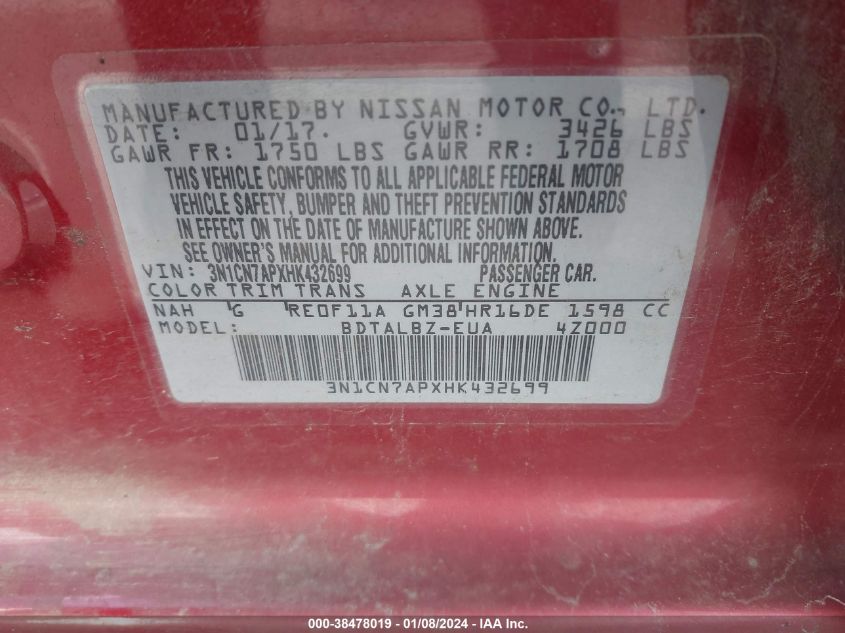 MANUFACTURED BY NISSAN MOTOR CO., LTD.
DATE: 01/17. GVWR: 3426 LBS
GAWR FR: 1750 LBS GAWR RR: 1708 LBS
THIS VEHICLE CONFORMS TO ALL APPLICABLE FEDERAL MOTOR
VEHICLE SAFETY, BUMPER AND THEFT PREVENTION STANDARDS
IN EFFECT ON THE DATE OF MANUFACTURE SHOWN ABOVE.
SEE OWNER'S MANUAL FOR ADDITIONAL INFORMATION.
VIN: 3N1CN7APXHK432699 PASSENGER CAR.
COLOR TRIM TRANS AXLE ENGINE
NAH G RE0F11A GM38 HR16DE 1598 CC
MODEL: BDTALBZ-EUA 4Z000
3N1CN7APXHK432699
000-38478019 - 01/08/2024 - IAA Inc.